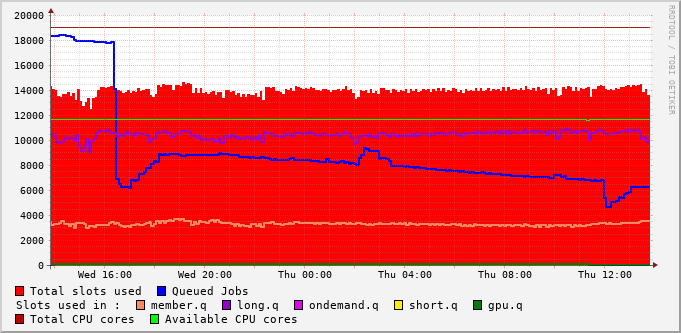 20000
18000
16000
14000
12000
10000
8000
6000
4000
2000
0
Wed 16:00 Wed 20:00 Thu 00:00 Thu 04:00 Thu 08:00 Thu 12:00
Total slots used Queued Jobs
Slots used in : member.q long.q ondemand.q short.q gpu.q
Total CPU cores Available CPU cores
RRDTOOL / TOBI OETIKER